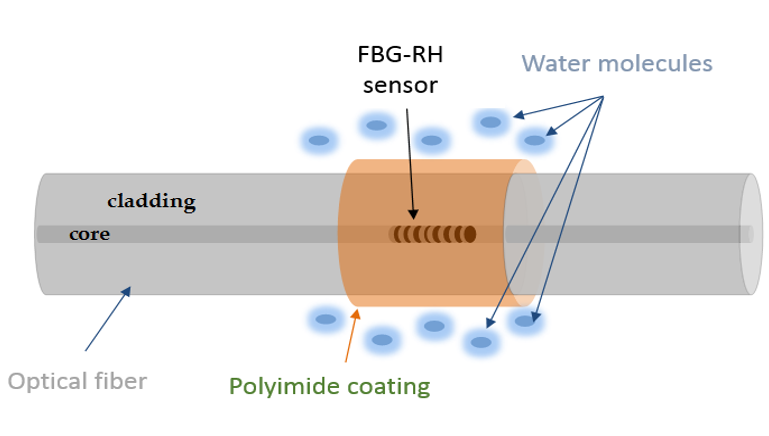 FBG-RH
sensor
Water molecules
cladding
core
Optical fiber
Polyimide coating